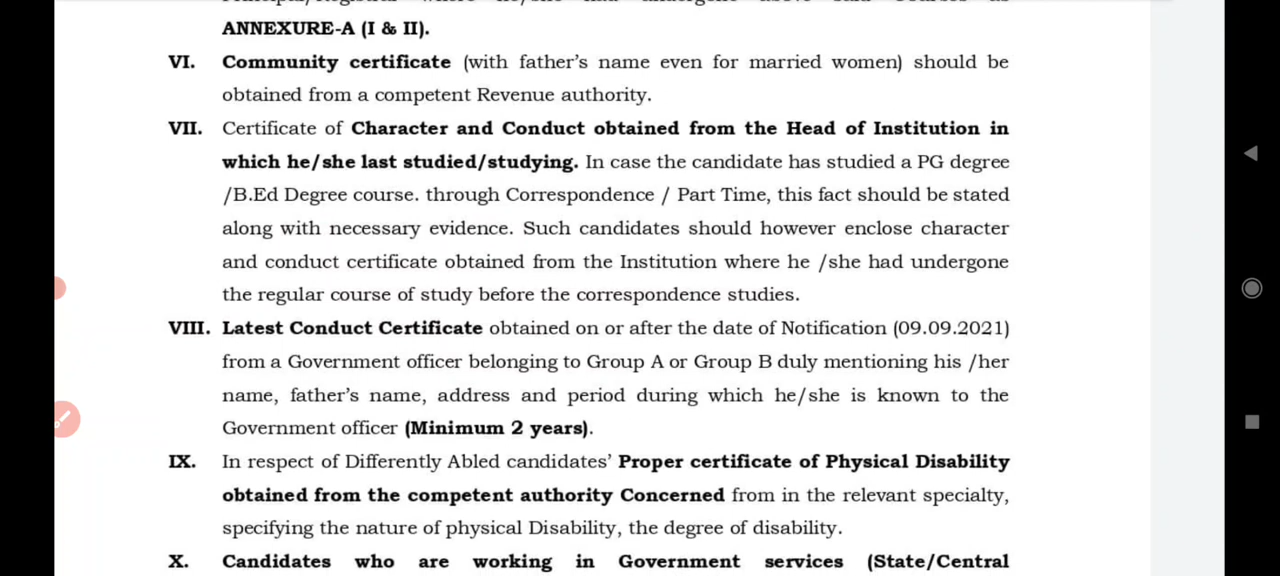 ANNEXURE-A (I & II).
VI. Community certificate (with father's name even for married women) should be
obtained from a competent Revenue authority.
VII. Certificate of Character and Conduct obtained from the Head of Institution in
which he/she last studied/studying. In case the candidate has studied a PG degree
/B.Ed Degree course. through Correspondence / Part Time, this fact should be stated
along with necessary evidence. Such candidates should however enclose character
and conduct certificate obtained from the Institution where he /she had undergone
the regular course of study before the correspondence studies.
VIII. Latest Conduct Certificate obtained on or after the date of Notification (09.09.2021)
from a Government officer belonging to Group A or Group B duly mentioning his /her
name, father's name, address and period during which he/she is known to the
Government officer (Minimum 2 years).
IX. In respect of Differently Abled candidates' Proper certificate of Physical Disability
obtained from the competent authority Concerned from in the relevant specialty,
specifying the nature of physical Disability, the degree of disability.
X. Candidates who are working in Government services (State/Central